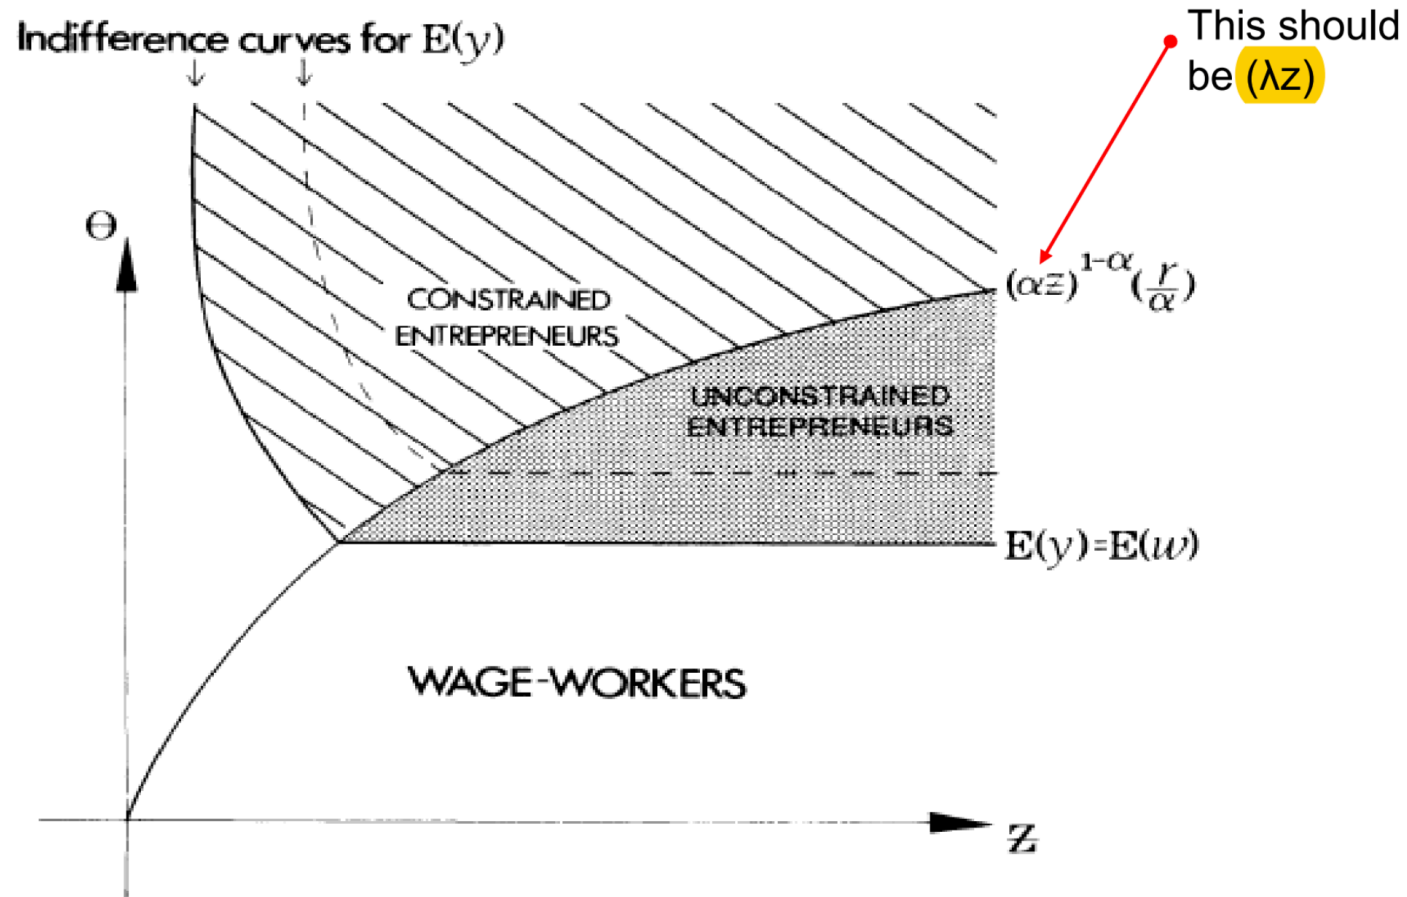 Indifference curves for E(y)
This should
be (λz)
θ
(αz)^{1-α}(r/α)
CONSTRAINED
ENTREPRENEURS
UNCONSTRAINED
ENTREPRENEURS
E(y)=E(w)
WAGE-WORKERS
z